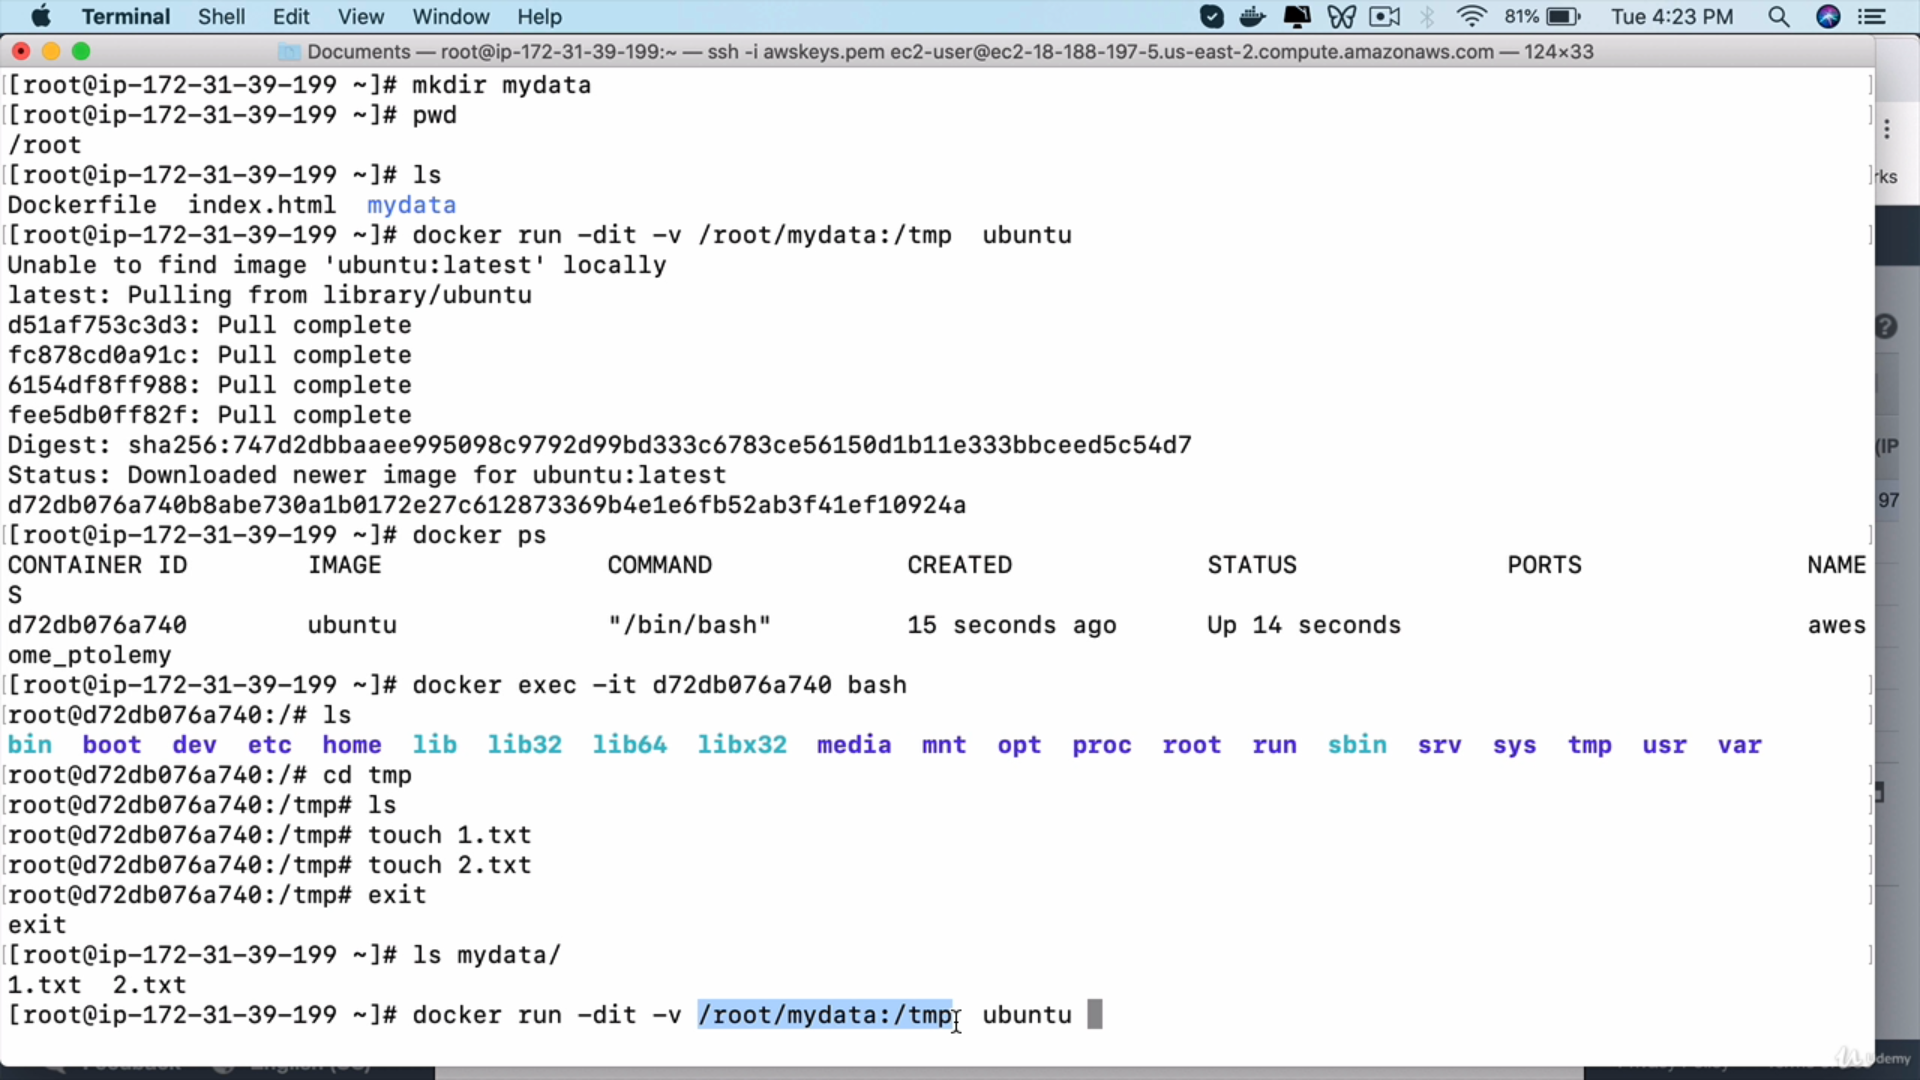 Terminal Shell Edit View Window Help 81% Tue 4:23 PM
Documents — root@ip-172-31-39-199:~ — ssh -i awskeys.pem ec2-user@ec2-18-188-197-5.us-east-2.compute.amazonaws.com — 124×33
[[root@ip-172-31-39-199 ~]# mkdir mydata ]
[[root@ip-172-31-39-199 ~]# pwd ]
/root
[[root@ip-172-31-39-199 ~]# ls ]
Dockerfile index.html mydata
[[root@ip-172-31-39-199 ~]# docker run -dit -v /root/mydata:/tmp ubuntu ]
Unable to find image 'ubuntu:latest' locally
latest: Pulling from library/ubuntu
d51af753c3d3: Pull complete
fc878cd0a91c: Pull complete
6154df8ff988: Pull complete
fee5db0ff82f: Pull complete
Digest: sha256:747d2dbbaaee995098c9792d99bd333c6783ce56150d1b11e333bbceed5c54d7
Status: Downloaded newer image for ubuntu:latest
d72db076a740b8abe730a1b0172e27c612873369b4e1e6fb52ab3f41ef10924a
[[root@ip-172-31-39-199 ~]# docker ps ]
CONTAINER ID IMAGE COMMAND CREATED STATUS PORTS NAME
S
d72db076a740 ubuntu "/bin/bash" 15 seconds ago Up 14 seconds awes
ome_ptolemy
[[root@ip-172-31-39-199 ~]# docker exec -it d72db076a740 bash ]
[root@d72db076a740:/# ls ]
bin boot dev etc home lib lib32 lib64 libx32 media mnt opt proc root run sbin srv sys tmp usr var
[root@d72db076a740:/# cd tmp ]
[root@d72db076a740:/tmp# ls ]
[root@d72db076a740:/tmp# touch 1.txt ]
[root@d72db076a740:/tmp# touch 2.txt ]
[root@d72db076a740:/tmp# exit ]
exit
[[root@ip-172-31-39-199 ~]# ls mydata/ ]
1.txt 2.txt
[root@ip-172-31-39-199 ~]# docker run -dit -v /root/mydata:/tmp ubuntu
rks
(IP
97
Udemy